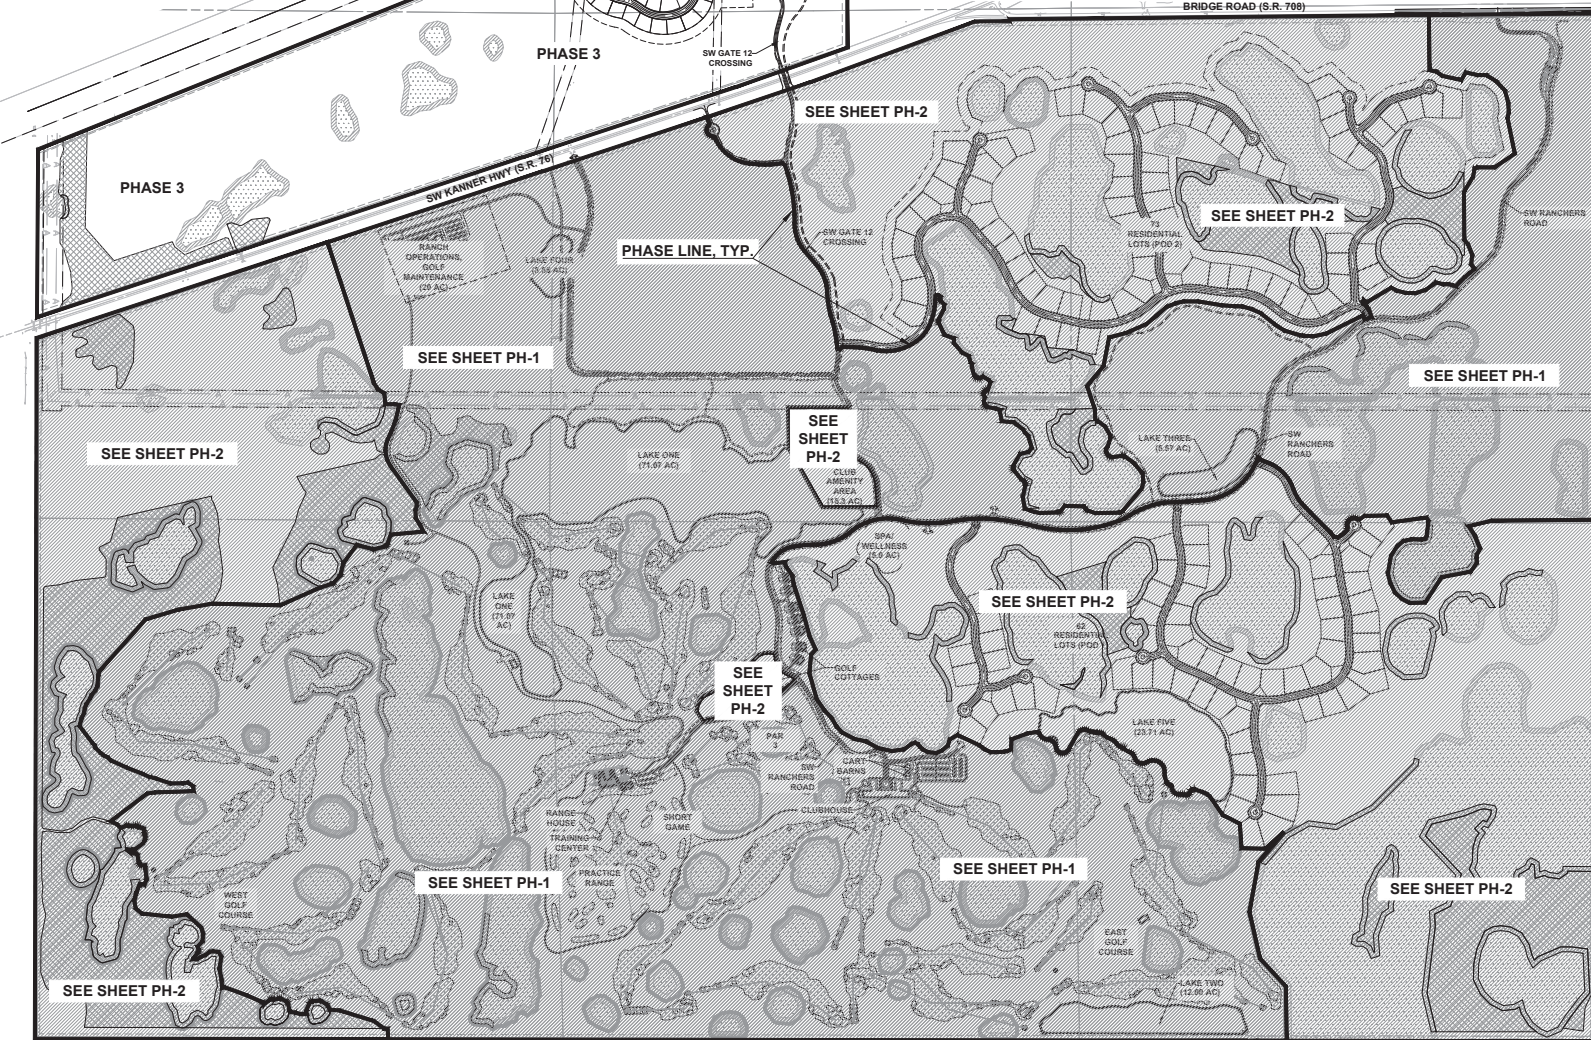 BRIDGE ROAD (S.R. 708)
PHASE 3
SW GATE 12
CROSSING
SEE SHEET PH-2
SW KANNER HWY (S.R. 76)
PHASE 3
SEE SHEET PH-2
73
RESIDENTIAL
LOTS (POD 2)
SW RANCHERS
ROAD
SW GATE 12
CROSSING
PHASE LINE, TYP.
RANCH
OPERATIONS,
GOLF
MAINTENANCE
(20 AC)
LAKE FOUR
SEE SHEET PH-1
SEE SHEET PH-1
SEE
SHEET
PH-2
CLUB
AMENITY
AREA
(18.3 AC)
SEE SHEET PH-2
LAKE ONE
(71.07 AC)
LAKE THREE
(5.57 AC)
SW
RANCHERS
ROAD
SPA/
WELLNESS
(5.0 AC)
LAKE
ONE
(71.07
AC)
SEE SHEET PH-2
62
RESIDENTIAL
LOTS (POD
GOLF
COTTAGES
SEE
SHEET
PH-2
LAKE FIVE
(23.71 AC)
PAR
3
SW
RANCHERS
ROAD
CART
BARNS
CLUBHOUSE
RANGE
HOUSE
TRAINING
CENTER
SHORT
GAME
PRACTICE
RANGE
SEE SHEET PH-1
SEE SHEET PH-1
SEE SHEET PH-2
WEST
GOLF
COURSE
EAST
GOLF
COURSE
SEE SHEET PH-2
LAKE TWO
(12.00 AC)